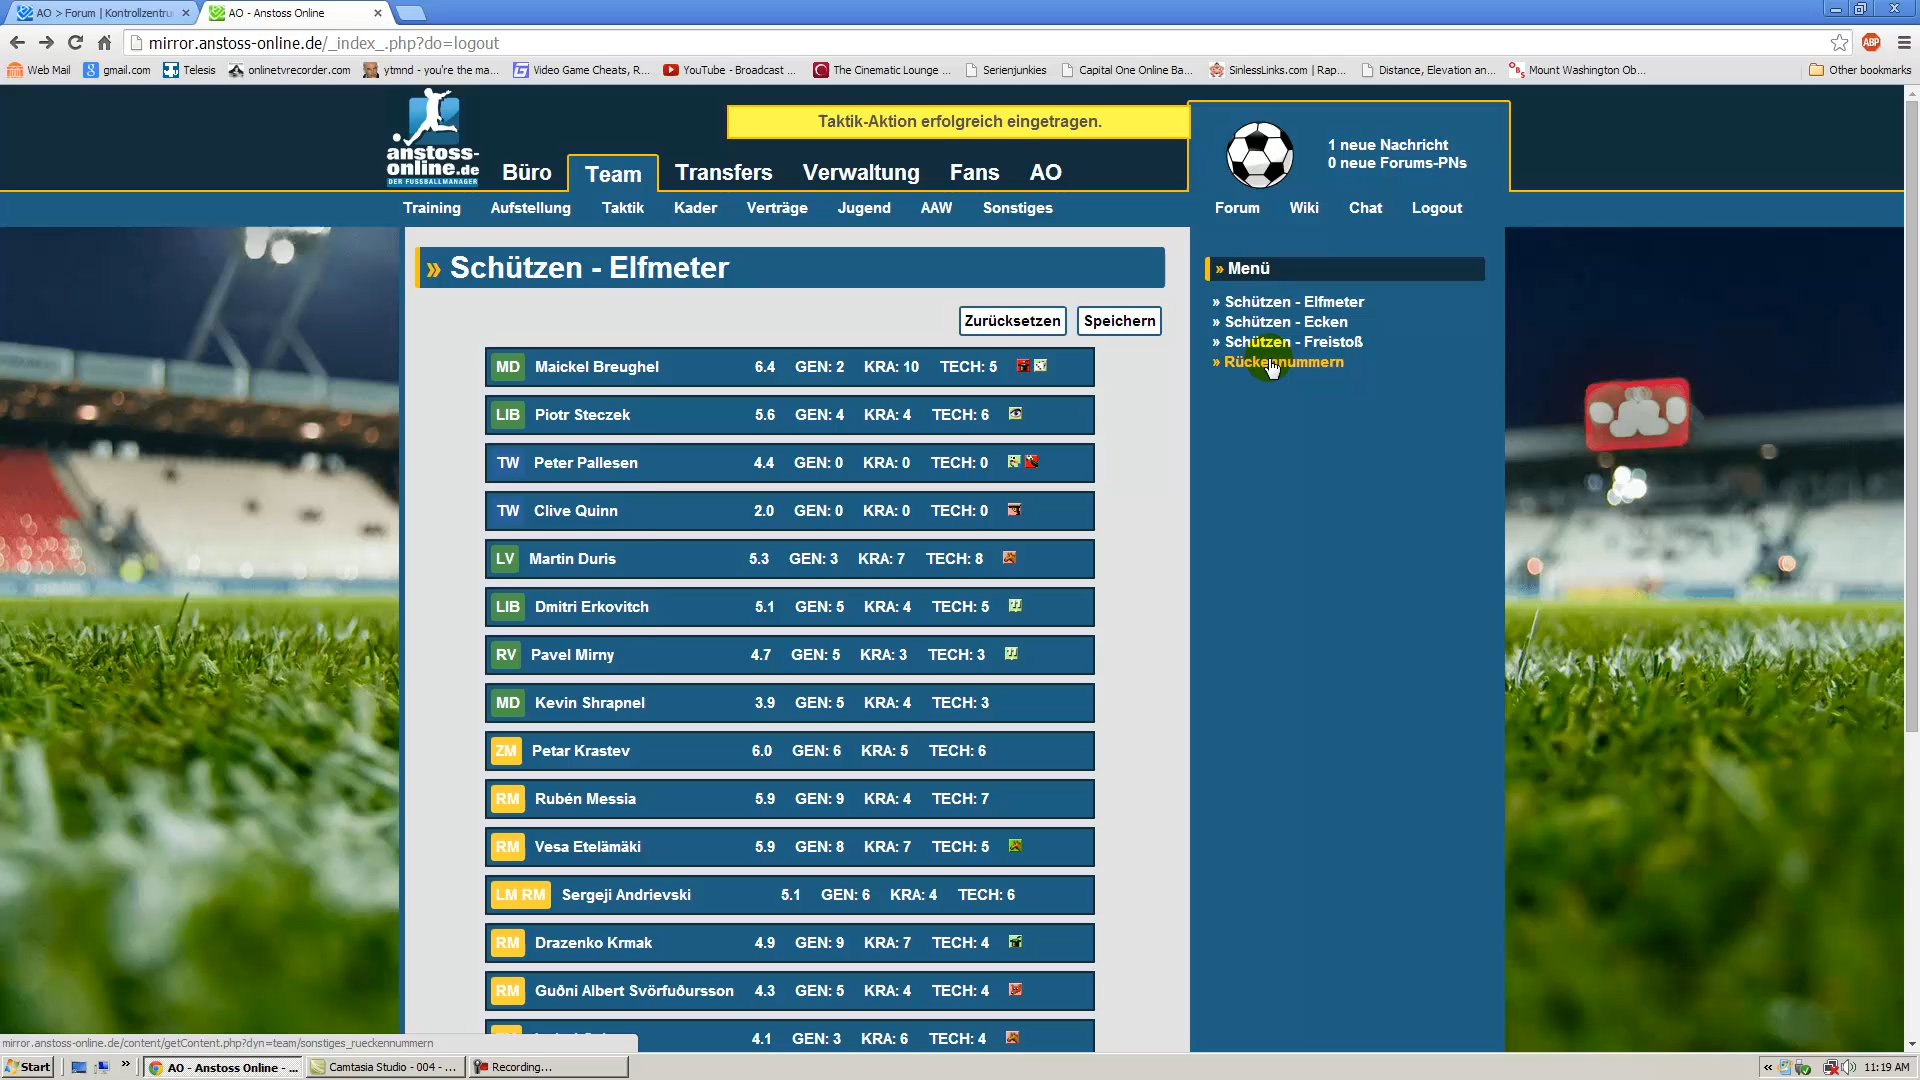 AO > Forum | Kontrollzentru
AO - Anstoss Online
mirror.anstoss-online.de/_index_.php?do=logout
ABP
Web Mail
gmail.com
Telesis
onlinetvrecorder.com
ytmnd - you're the ma...
Video Game Cheats, R...
YouTube - Broadcast ...
The Cinematic Lounge ...
Serienjunkies
Capital One Online Ba...
SinlessLinks.com | Rap...
Distance, Elevation an...
Mount Washington Ob...
Other bookmarks
anstoss-
online.de
DER FUSSBALLMANAGER
Taktik-Aktion erfolgreich eingetragen.
1 neue Nachricht
0 neue Forums-PNs
Büro Team Transfers Verwaltung Fans AO
Training Aufstellung Taktik Kader Verträge Jugend AAW Sonstiges
Forum Wiki Chat Logout
» Schützen - Elfmeter
Zurücksetzen Speichern
MD Maickel Breughel 6.4 GEN: 2 KRA: 10 TECH: 5
LIB Piotr Steczek 5.6 GEN: 4 KRA: 4 TECH: 6
TW Peter Pallesen 4.4 GEN: 0 KRA: 0 TECH: 0
TW Clive Quinn 2.0 GEN: 0 KRA: 0 TECH: 0
LV Martin Duris 5.3 GEN: 3 KRA: 7 TECH: 8
LIB Dmitri Erkovitch 5.1 GEN: 5 KRA: 4 TECH: 5
RV Pavel Mirny 4.7 GEN: 5 KRA: 3 TECH: 3
MD Kevin Shrapnel 3.9 GEN: 5 KRA: 4 TECH: 3
ZM Petar Krastev 6.0 GEN: 6 KRA: 5 TECH: 6
RM Rubén Messia 5.9 GEN: 9 KRA: 4 TECH: 7
RM Vesa Etelämäki 5.9 GEN: 8 KRA: 7 TECH: 5
LM RM Sergeji Andrievski 5.1 GEN: 6 KRA: 4 TECH: 6
RM Drazenko Krmak 4.9 GEN: 9 KRA: 7 TECH: 4
RM Guðni Albert Svörfuðursson 4.3 GEN: 5 KRA: 4 TECH: 4
4.1 GEN: 3 KRA: 6 TECH: 4
» Menü
» Schützen - Elfmeter
» Schützen - Ecken
» Schützen - Freistoß
» Rückennummern
mirror.anstoss-online.de/content/getContent.php?dyn=team/sonstiges_rueckennummern
Start
AO - Anstoss Online - ...
Camtasia Studio - 004 - ...
Recording...
11:19 AM